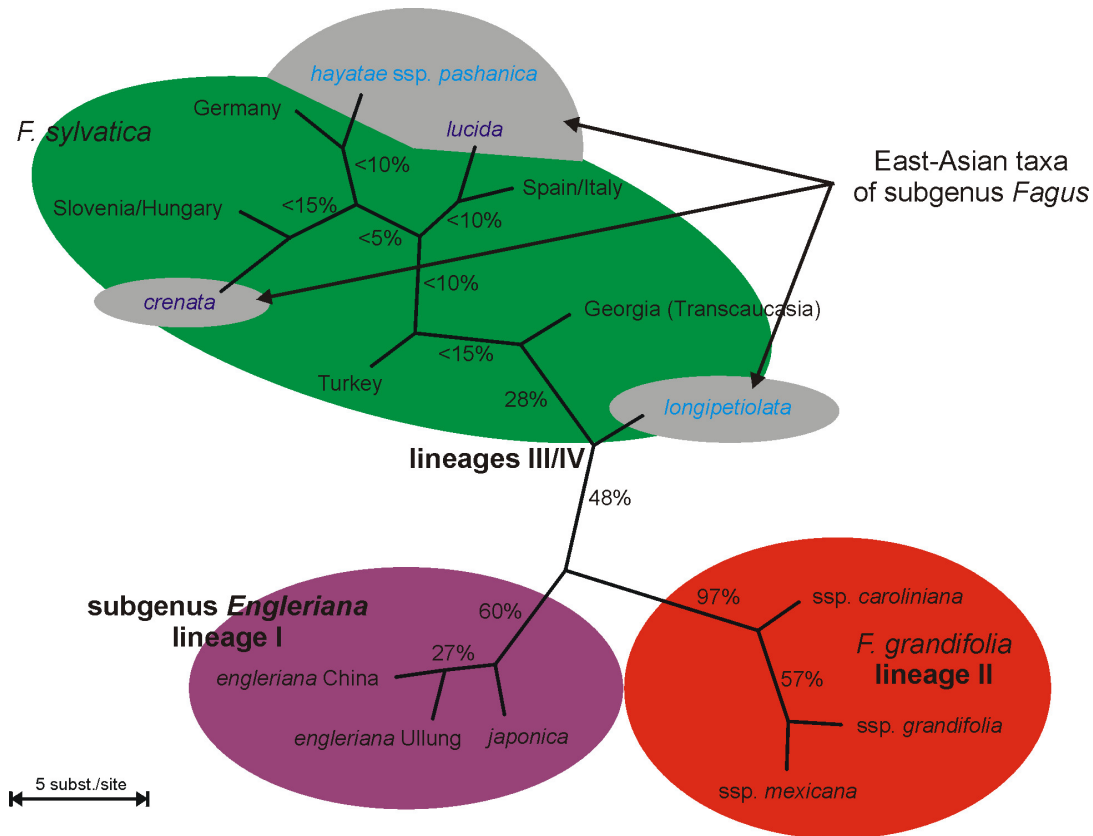 hayatae ssp. pashanica
Germany
F. sylvatica
lucida
East-Asian taxa
of subgenus Fagus
<10%
Spain/Italy
Slovenia/Hungary
<15%
<10%
<5%
<10%
crenata
Georgia (Transcaucasia)
<15%
Turkey
28%
longipetiolata
lineages III/IV
48%
subgenus Engleriana
lineage I
60%
97%
ssp. caroliniana
F. grandifolia
lineage II
27%
57%
engleriana China
engleriana Ullung
japonica
ssp. grandifolia
ssp. mexicana
5 subst./site